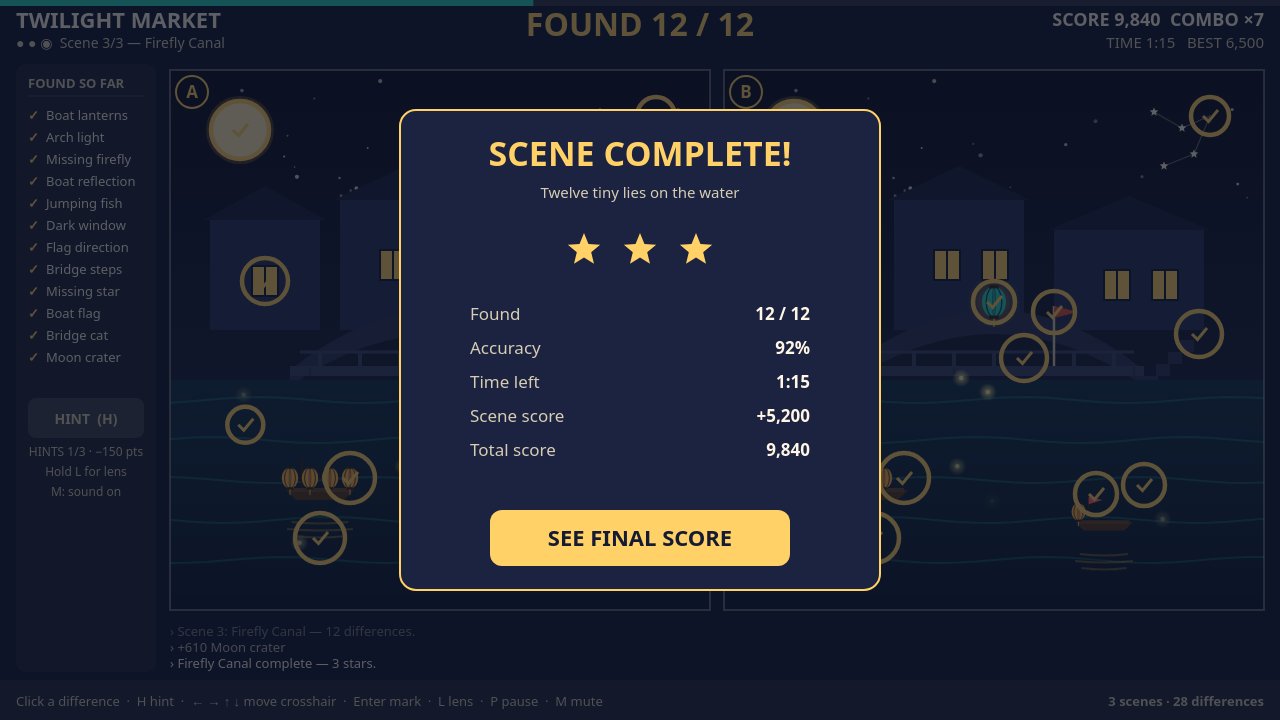 TWILIGHT MARKET
● ● ◉ Scene 3/3 — Firefly Canal
FOUND 12 / 12
SCORE 9,840 COMBO ×7
TIME 1:15 BEST 6,500
FOUND SO FAR
✓ Boat lanterns
✓ Arch light
✓ Missing firefly
✓ Boat reflection
✓ Jumping fish
✓ Dark window
✓ Flag direction
✓ Bridge steps
✓ Missing star
✓ Boat flag
✓ Bridge cat
✓ Moon crater
HINT (H)
HINTS 1/3 · −150 pts
Hold L for lens
M: sound on
A
B
SCENE COMPLETE!
Twelve tiny lies on the water
Found 12 / 12
Accuracy 92%
Time left 1:15
Scene score +5,200
Total score 9,840
SEE FINAL SCORE
› Scene 3: Firefly Canal — 12 differences.
› +610 Moon crater
› Firefly Canal complete — 3 stars.
Click a difference · H hint · ← → ↑ ↓ move crosshair · Enter mark · L lens · P pause · M mute
3 scenes · 28 differences